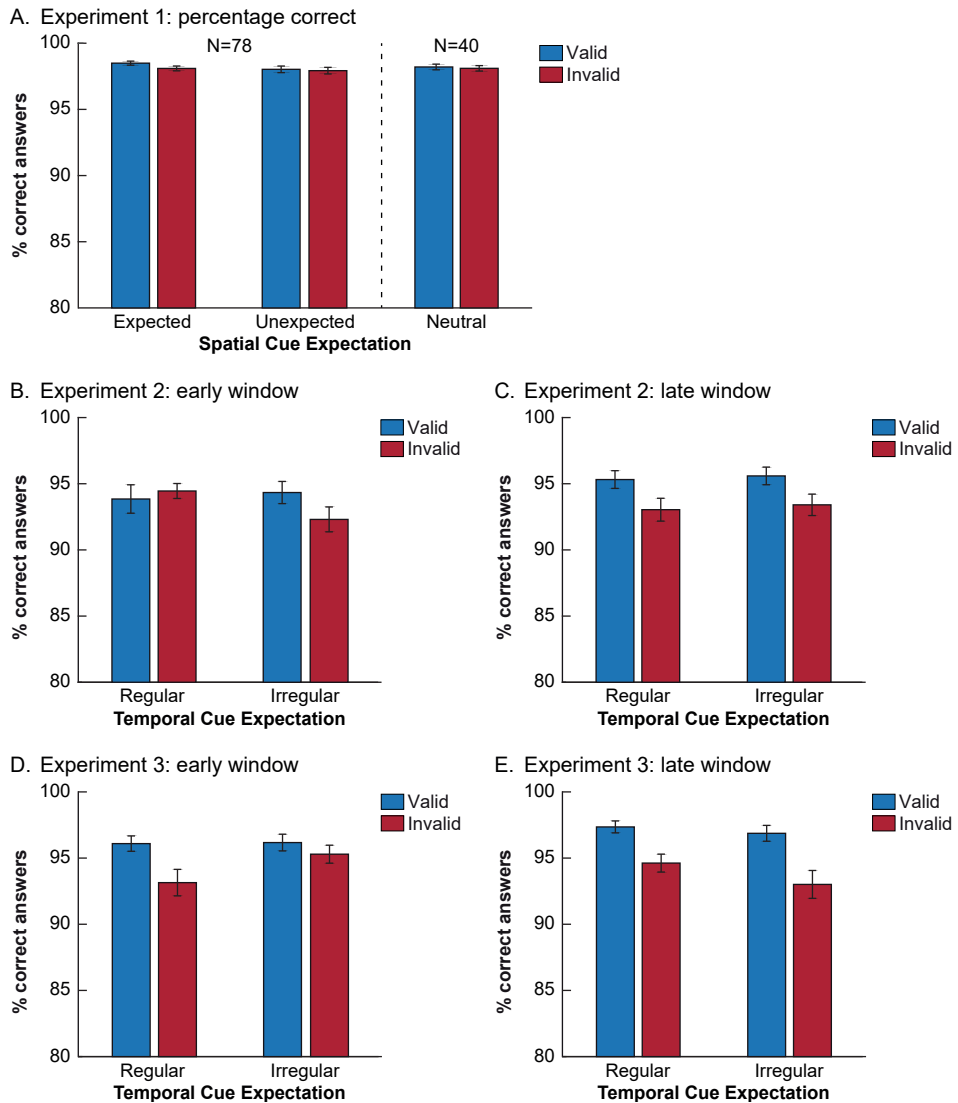 A. Experiment 1: percentage correct
100
95
90
85
80
% correct answers
N=78
N=40
Valid
Invalid
Expected
Unexpected
Neutral
Spatial Cue Expectation
B. Experiment 2: early window
100
95
90
85
80
% correct answers
Valid
Invalid
Regular
Irregular
Temporal Cue Expectation
C. Experiment 2: late window
100
95
90
85
80
% correct answers
Valid
Invalid
Regular
Irregular
Temporal Cue Expectation
D. Experiment 3: early window
100
95
90
85
80
% correct answers
Valid
Invalid
Regular
Irregular
Temporal Cue Expectation
E. Experiment 3: late window
100
95
90
85
80
% correct answers
Valid
Invalid
Regular
Irregular
Temporal Cue Expectation